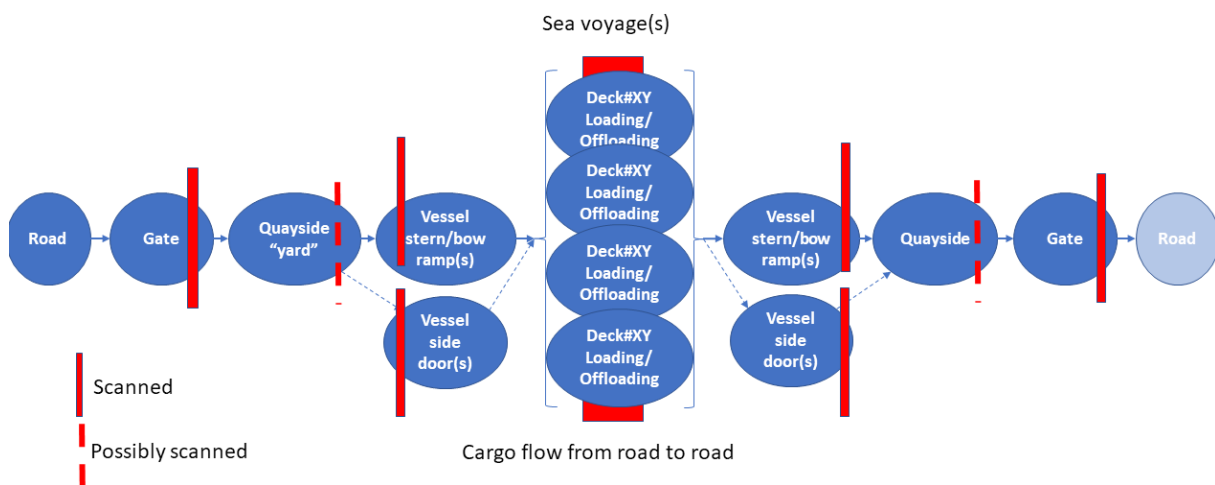 Sea voyage(s)
Road
Gate
Quayside
“yard”
Vessel
stern/bow
ramp(s)
Vessel
side
door(s)
Deck#XY
Loading/
Offloading
Deck#XY
Loading/
Offloading
Deck#XY
Loading/
Offloading
Deck#XY
Loading/
Offloading
Vessel
stern/bow
ramp(s)
Vessel
side
door(s)
Quayside
Gate
Road
Scanned
Possibly scanned
Cargo flow from road to road